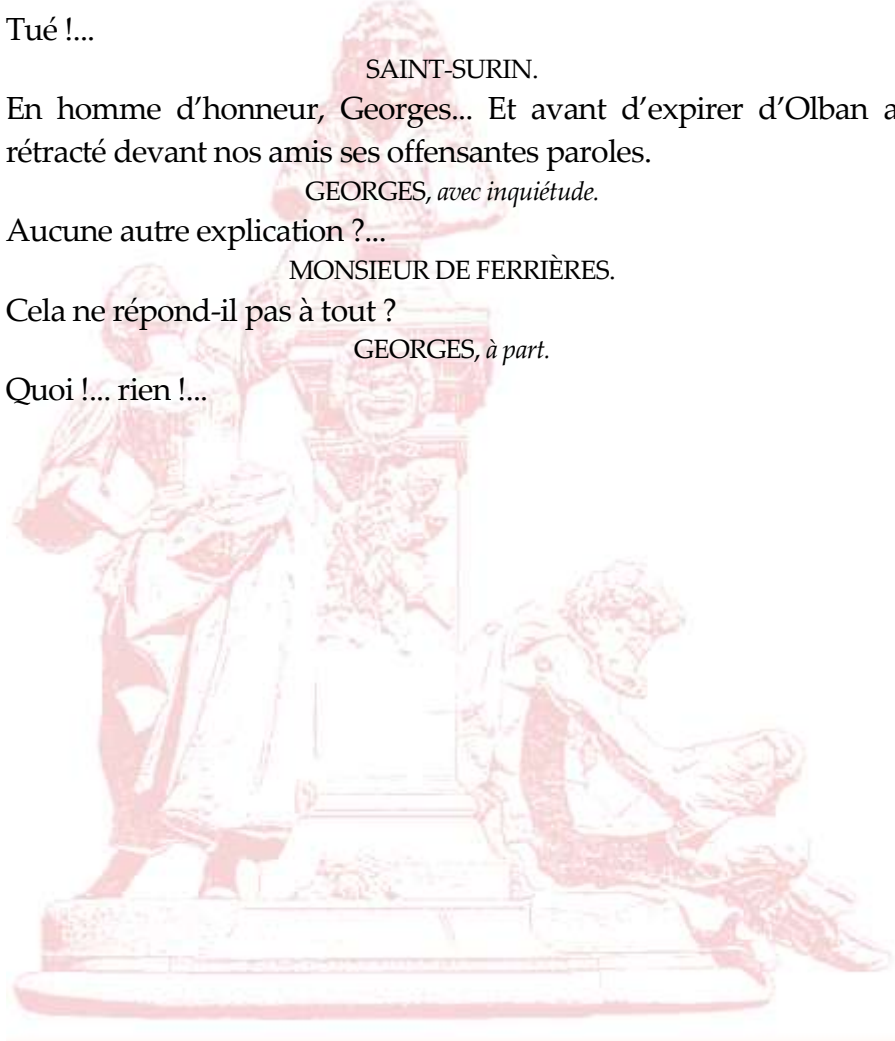 Tué !...
SAINT-SURIN.
En homme d’honneur, Georges... Et avant d’expirer d’Olban a
rétracté devant nos amis ses offensantes paroles.
GEORGES, avec inquiétude.
Aucune autre explication ?...
MONSIEUR DE FERRIÈRES.
Cela ne répond-il pas à tout ?
GEORGES, à part.
Quoi !... rien !...